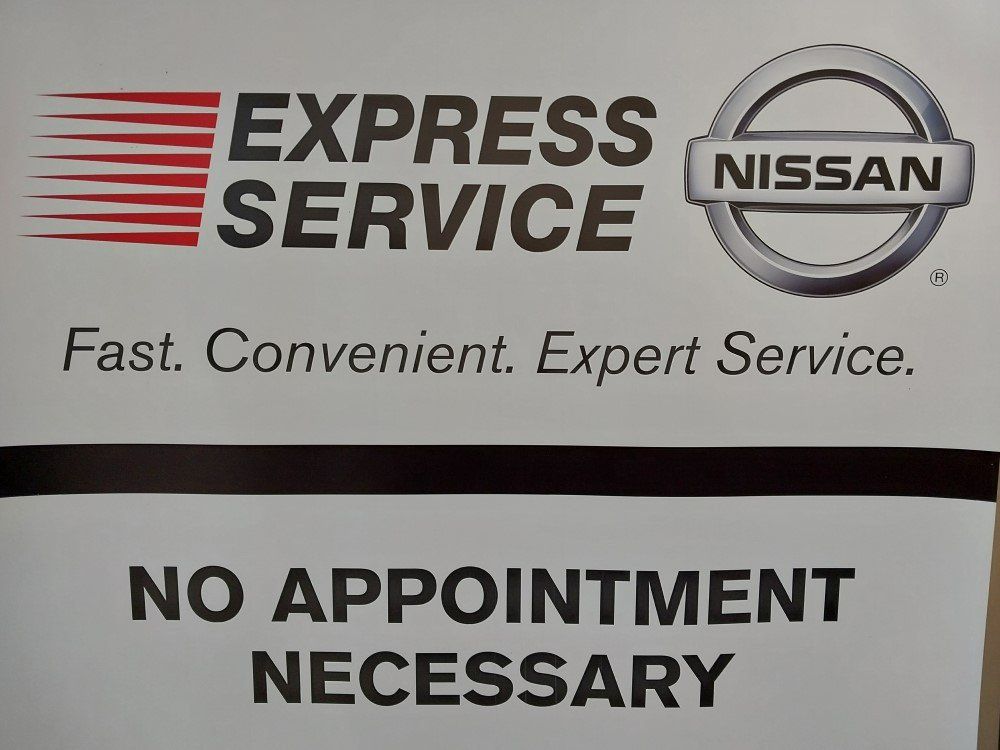 EXPRESS
SERVICE
NISSAN
®
Fast. Convenient. Expert Service.
NO APPOINTMENT
NECESSARY